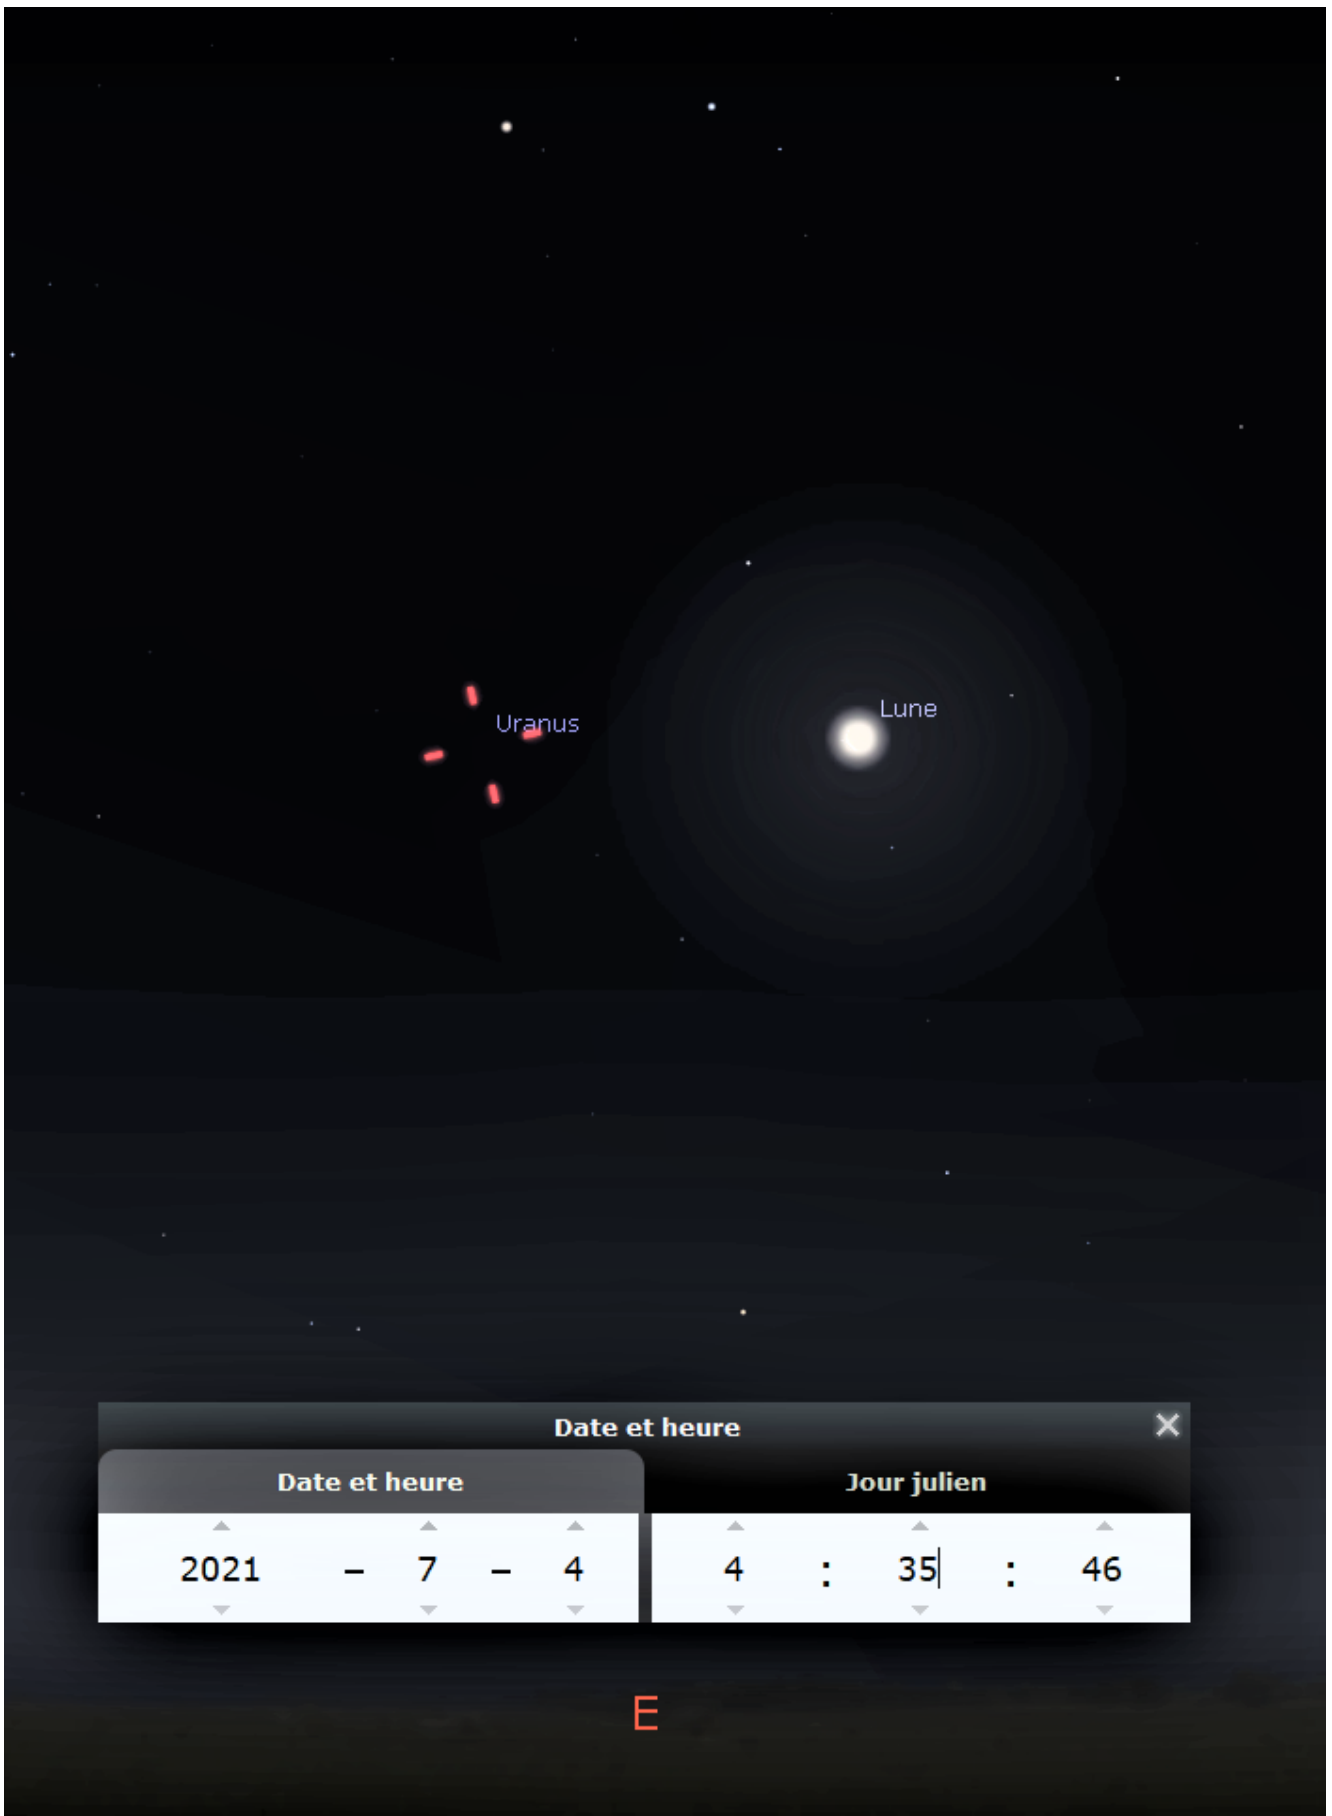 Uranus
Lune
Date et heure
Date et heure
Jour julien
2021 – 7 – 4 4 : 35 : 46
E